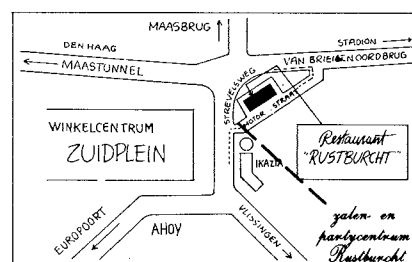 MAASBRUG
DEN HAAG
MAASTUNNEL
STADION
VAN BRIENENOORDBRUG
STREVELSWEG
MOTOR STRAAT
WINKELCENTRUM
ZUIDPLEIN
Restaurant
"RUSTBURCHT"
IKAZIA
EUROPOORT
AHOY
VLISSINGEN
zalen- en
partycentrum
Rustburcht